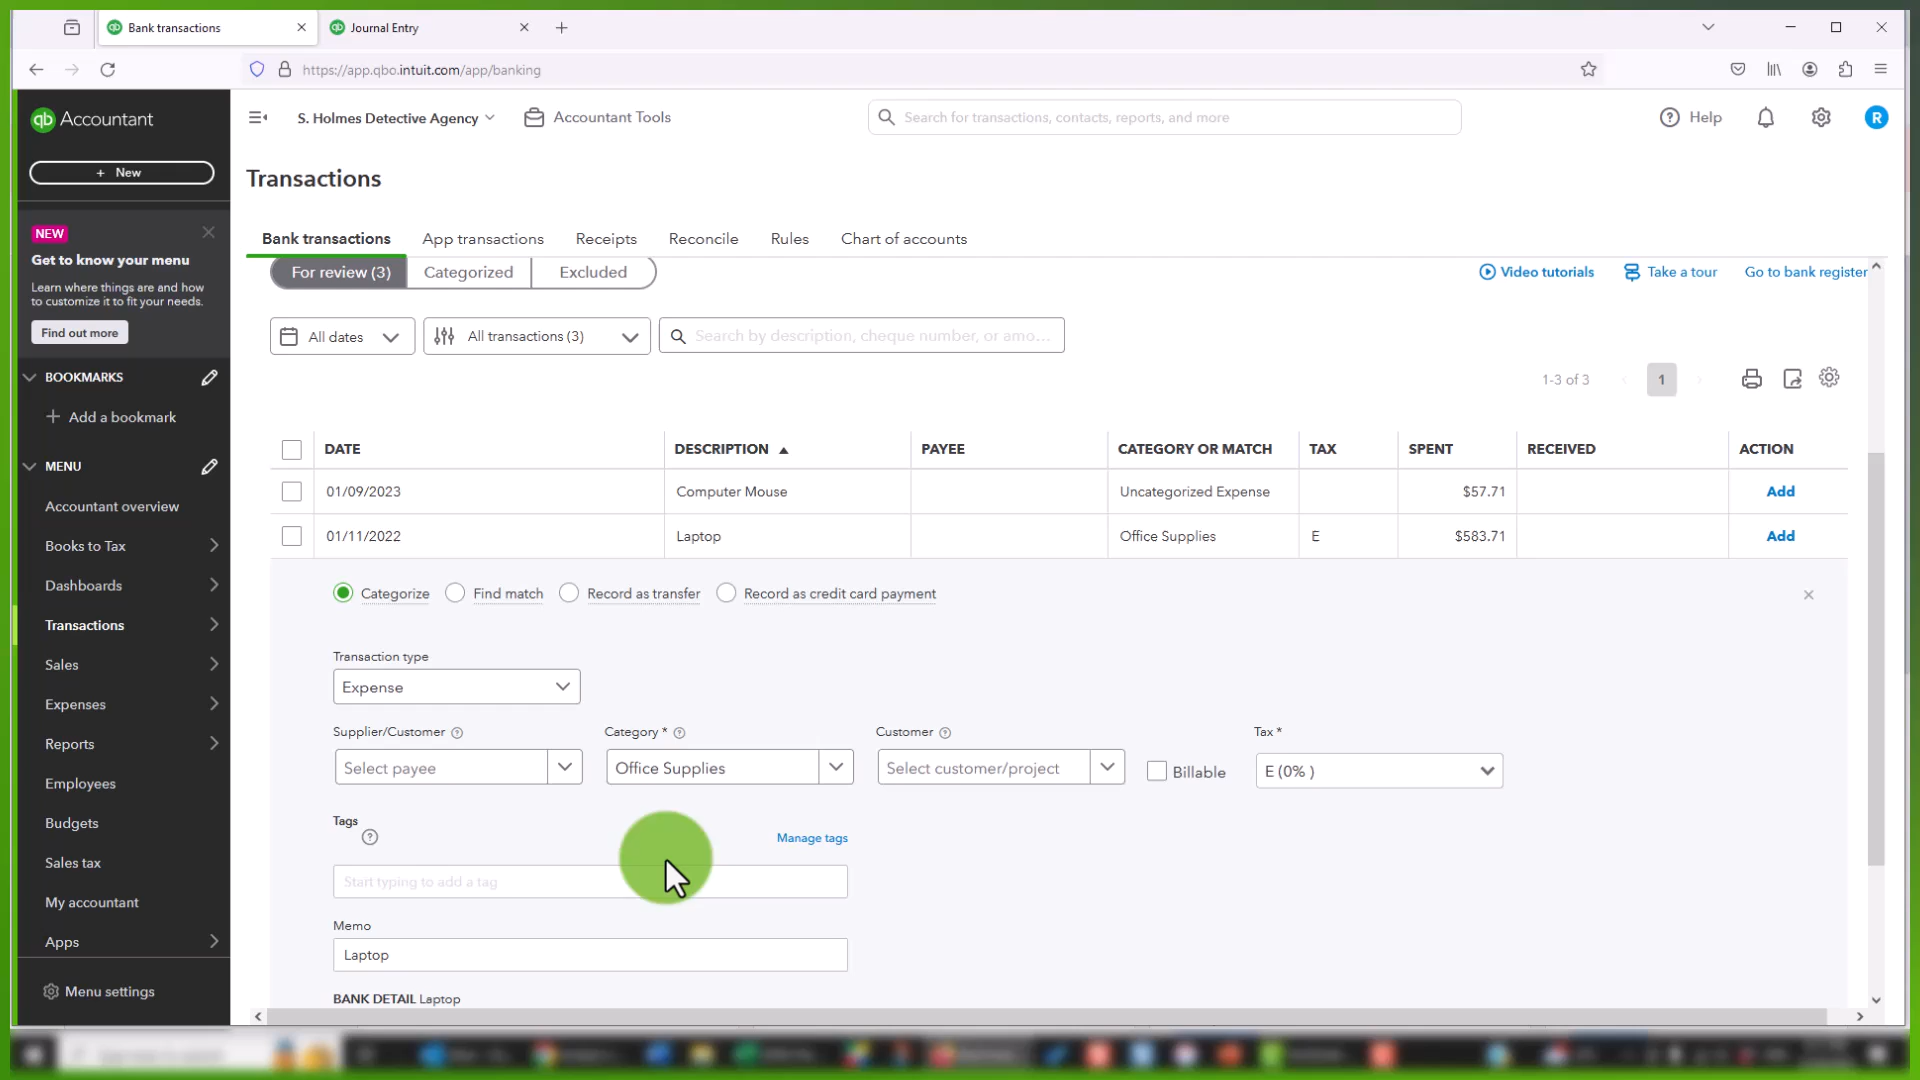 Bank transactions
Journal Entry
https://app.qbo.intuit.com/app/banking
qb Accountant
S. Holmes Detective Agency
Accountant Tools
Search for transactions, contacts, reports, and more
Help
R
+ New
NEW
Get to know your menu
Learn where things are and how
to customize it to fit your needs.
Find out more
BOOKMARKS
Add a bookmark
MENU
Accountant overview
Books to Tax
Dashboards
Transactions
Sales
Expenses
Reports
Employees
Budgets
Sales tax
My accountant
Apps
Menu settings
Transactions
Bank transactions
App transactions
Receipts
Reconcile
Rules
Chart of accounts
For review (3)
Categorized
Excluded
Video tutorials
Take a tour
Go to bank register
All dates
All transactions (3)
Search by description, cheque number, or amo...
1-3 of 3
1
DATE DESCRIPTION PAYEE CATEGORY OR MATCH TAX SPENT RECEIVED ACTION
01/09/2023 Computer Mouse Uncategorized Expense $57.71 Add
01/11/2022 Laptop Office Supplies E $583.71 Add
Categorize
Find match
Record as transfer
Record as credit card payment
Transaction type
Expense
Supplier/Customer
Category *
Customer
Tax *
Select payee
Office Supplies
Select customer/project
Billable
E (0% )
Tags
Manage tags
Start typing to add a tag
Memo
Laptop
BANK DETAIL Laptop